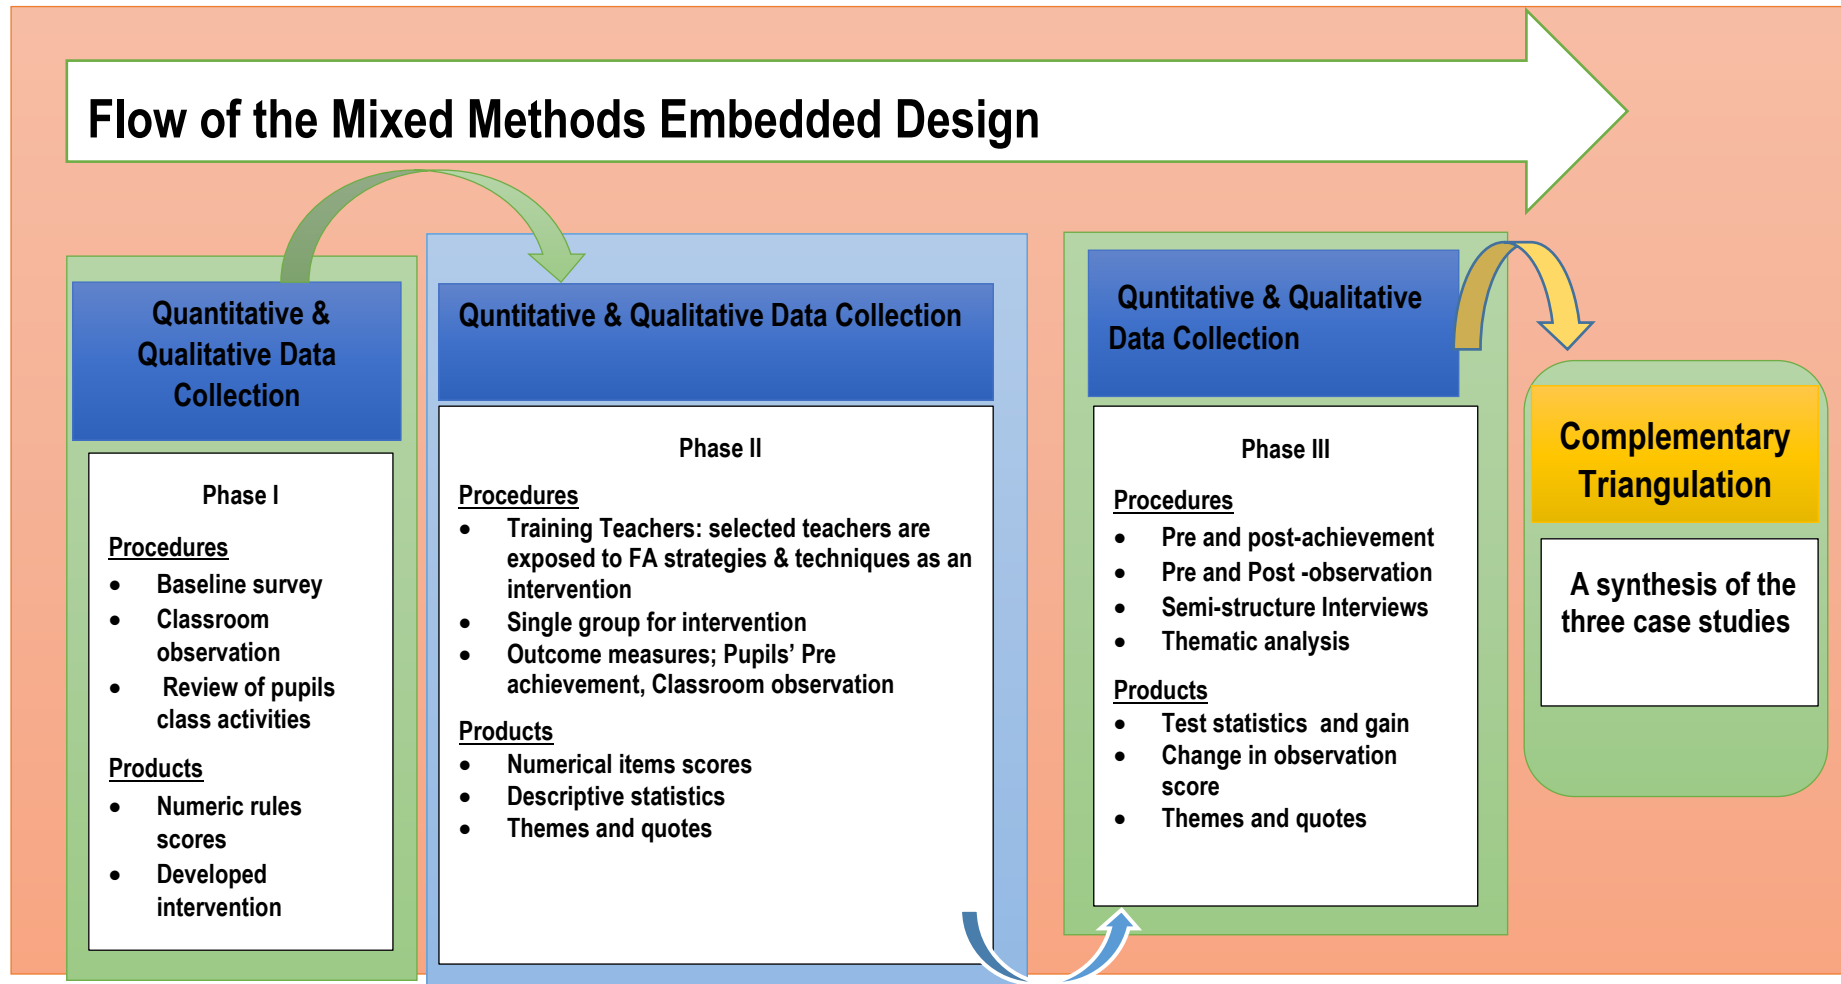 Flow of the Mixed Methods Embedded Design
Quantitative &
Qualitative Data
Collection
Phase I
Procedures
• Baseline survey
• Classroom
observation
• Review of pupils
class activities
Products
• Numeric rules
scores
• Developed
intervention
Quntitative & Qualitative Data Collection
Phase II
Procedures
• Training Teachers: selected teachers are
exposed to FA strategies & techniques as an
intervention
• Single group for intervention
• Outcome measures; Pupils’ Pre
achievement, Classroom observation
Products
• Numerical items scores
• Descriptive statistics
• Themes and quotes
Quntitative & Qualitative
Data Collection
Phase III
Procedures
• Pre and post-achievement
• Pre and Post -observation
• Semi-structure Interviews
• Thematic analysis
Products
• Test statistics and gain
• Change in observation
score
• Themes and quotes
Complementary
Triangulation
A synthesis of the
three case studies